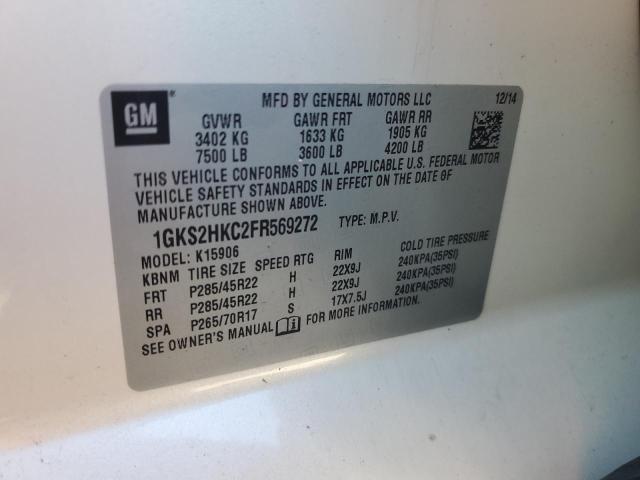 GM ®
MFD BY GENERAL MOTORS LLC 12/14
GVWR GAWR FRT GAWR RR
3402 KG 1633 KG 1905 KG
7500 LB 3600 LB 4200 LB
THIS VEHICLE CONFORMS TO ALL APPLICABLE U.S. FEDERAL MOTOR
VEHICLE SAFETY STANDARDS IN EFFECT ON THE DATE OF
MANUFACTURE SHOWN ABOVE.
1GKS2HKC2FR569272 TYPE: M.P.V.
MODEL: K15906
KBNM TIRE SIZE SPEED RTG RIM COLD TIRE PRESSURE
FRT P285/45R22 H 22X9J 240KPA(35PSI)
RR P285/45R22 H 22X9J 240KPA(35PSI)
SPA P265/70R17 S 17X7.5J 240KPA(35PSI)
SEE OWNER'S MANUAL i FOR MORE INFORMATION.